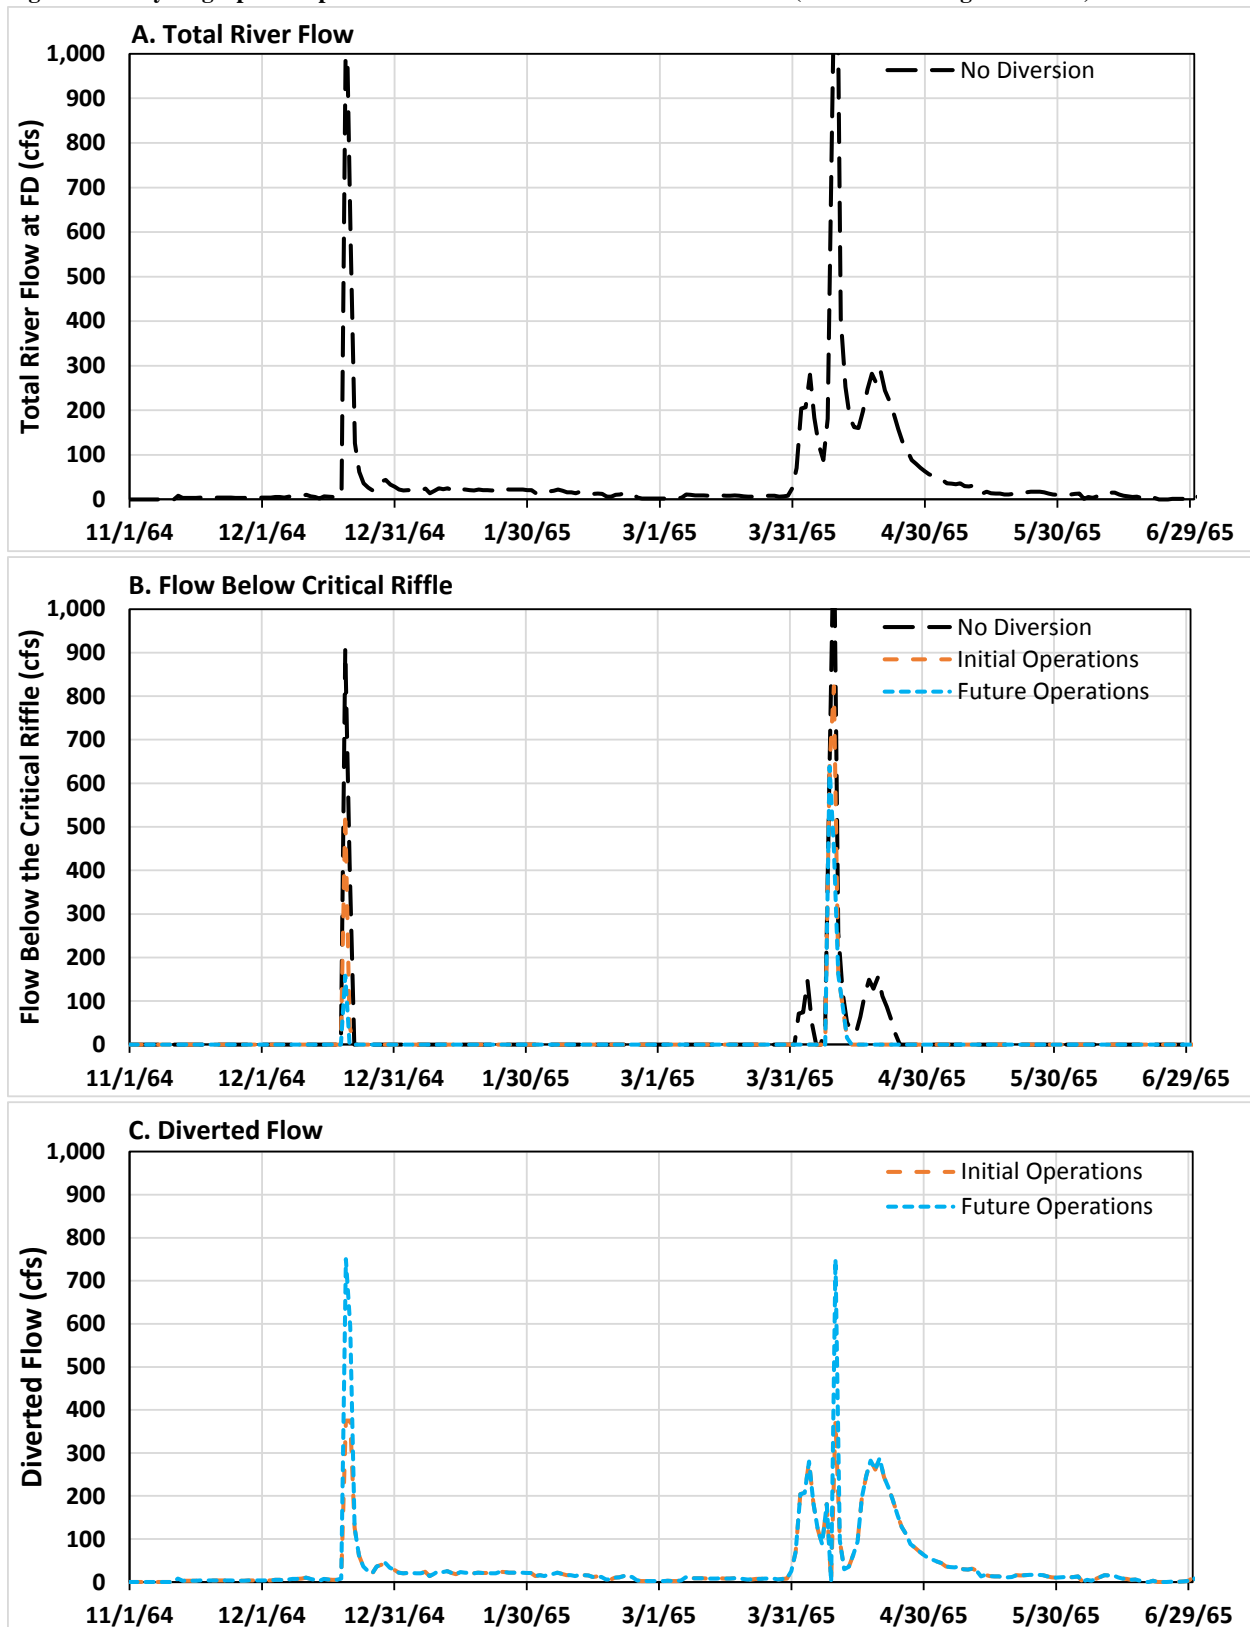 A. Total River Flow
1,000
900
800
700
600
500
400
300
200
100
0
Total River Flow at FD (cfs)
No Diversion
11/1/64 12/1/64 12/31/64 1/30/65 3/1/65 3/31/65 4/30/65 5/30/65 6/29/65
B. Flow Below Critical Riffle
1,000
900
800
700
600
500
400
300
200
100
0
Flow Below the Critical Riffle (cfs)
No Diversion
Initial Operations
Future Operations
11/1/64 12/1/64 12/31/64 1/30/65 3/1/65 3/31/65 4/30/65 5/30/65 6/29/65
C. Diverted Flow
1,000
900
800
700
600
500
400
300
200
100
0
Diverted Flow (cfs)
Initial Operations
Future Operations
11/1/64 12/1/64 12/31/64 1/30/65 3/1/65 3/31/65 4/30/65 5/30/65 6/29/65